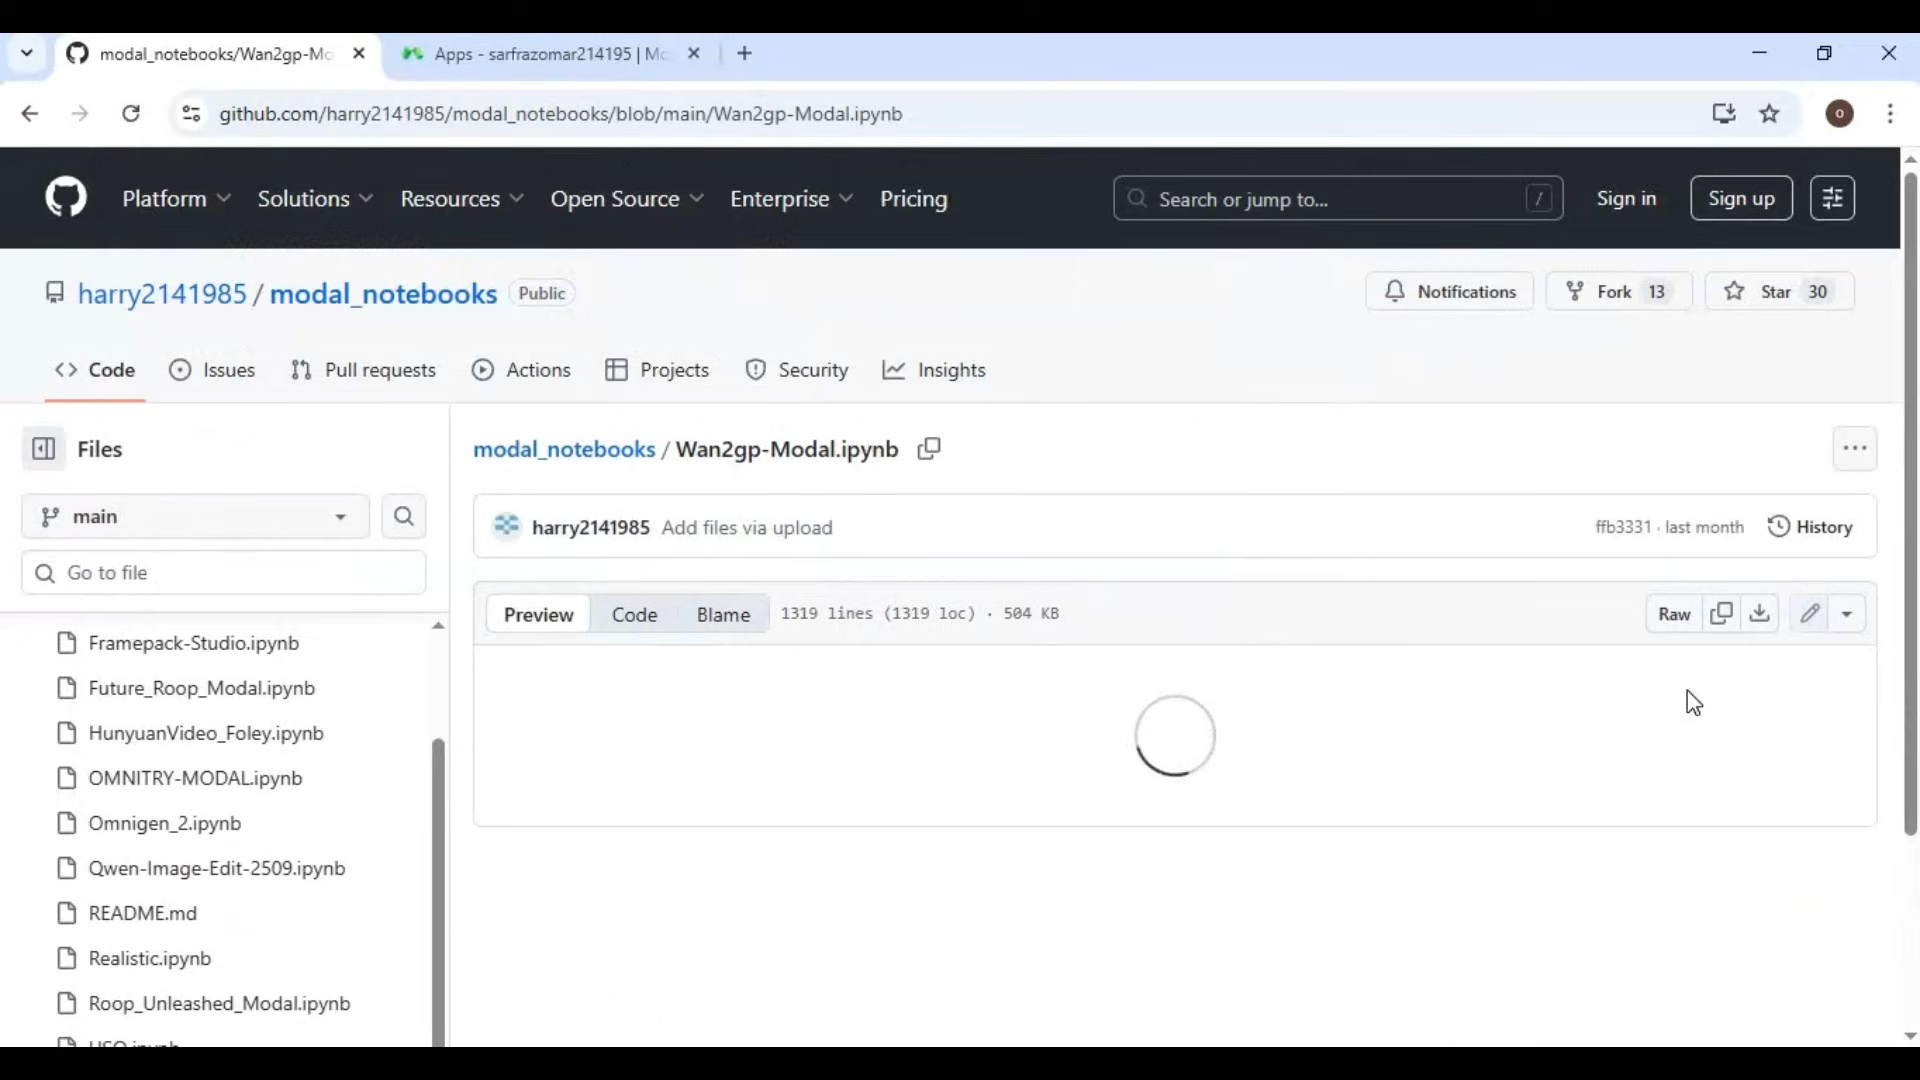 modal_notebooks/Wan2gp-Mo
Apps - sarfrazomar214195 | Mo
github.com/harry2141985/modal_notebooks/blob/main/Wan2gp-Modal.ipynb
o
Platform Solutions Resources Open Source Enterprise Pricing
Search or jump to... /
Sign in
Sign up
harry2141985 / modal_notebooks Public
Notifications
Fork 13
Star 30
Code Issues Pull requests Actions Projects Security Insights
Files
main
Go to file
Framepack-Studio.ipynb
Future_Roop_Modal.ipynb
HunyuanVideo_Foley.ipynb
OMNITRY-MODAL.ipynb
Omnigen_2.ipynb
Qwen-Image-Edit-2509.ipynb
README.md
Realistic.ipynb
Roop_Unleashed_Modal.ipynb
modal_notebooks / Wan2gp-Modal.ipynb
harry2141985 Add files via upload
ffb3331 · last month
History
Preview Code Blame 1319 lines (1319 loc) · 504 KB
Raw